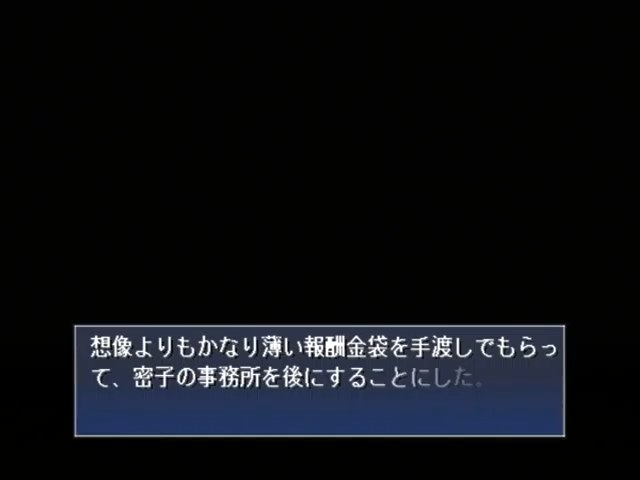 想像よりもかなり薄い報酬金袋を手渡しでもらっ
て、密子の事務所を後にすることにした。